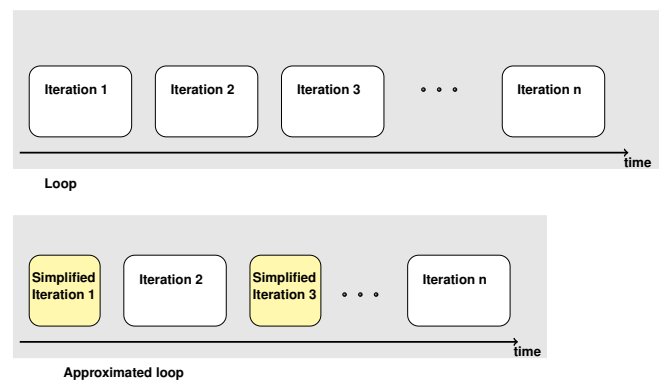 Iteration 1
Iteration 2
Iteration 3
Iteration n
time
Loop
Simplified
Iteration 1
Iteration 2
Simplified
Iteration 3
Iteration n
time
Approximated loop